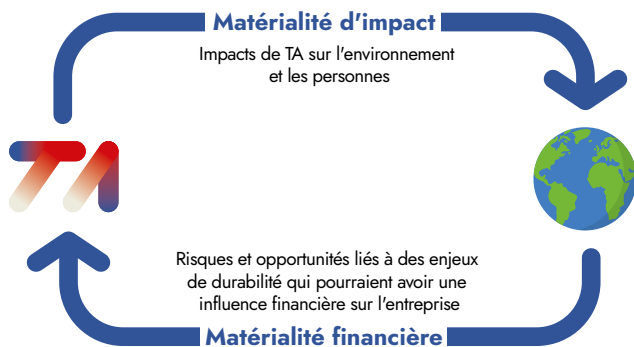 Matérialité d'impact
Impacts de TA sur l'environnement
et les personnes
TA
Risques et opportunités liés à des enjeux
de durabilité qui pourraient avoir une
influence financière sur l'entreprise
Matérialité financière